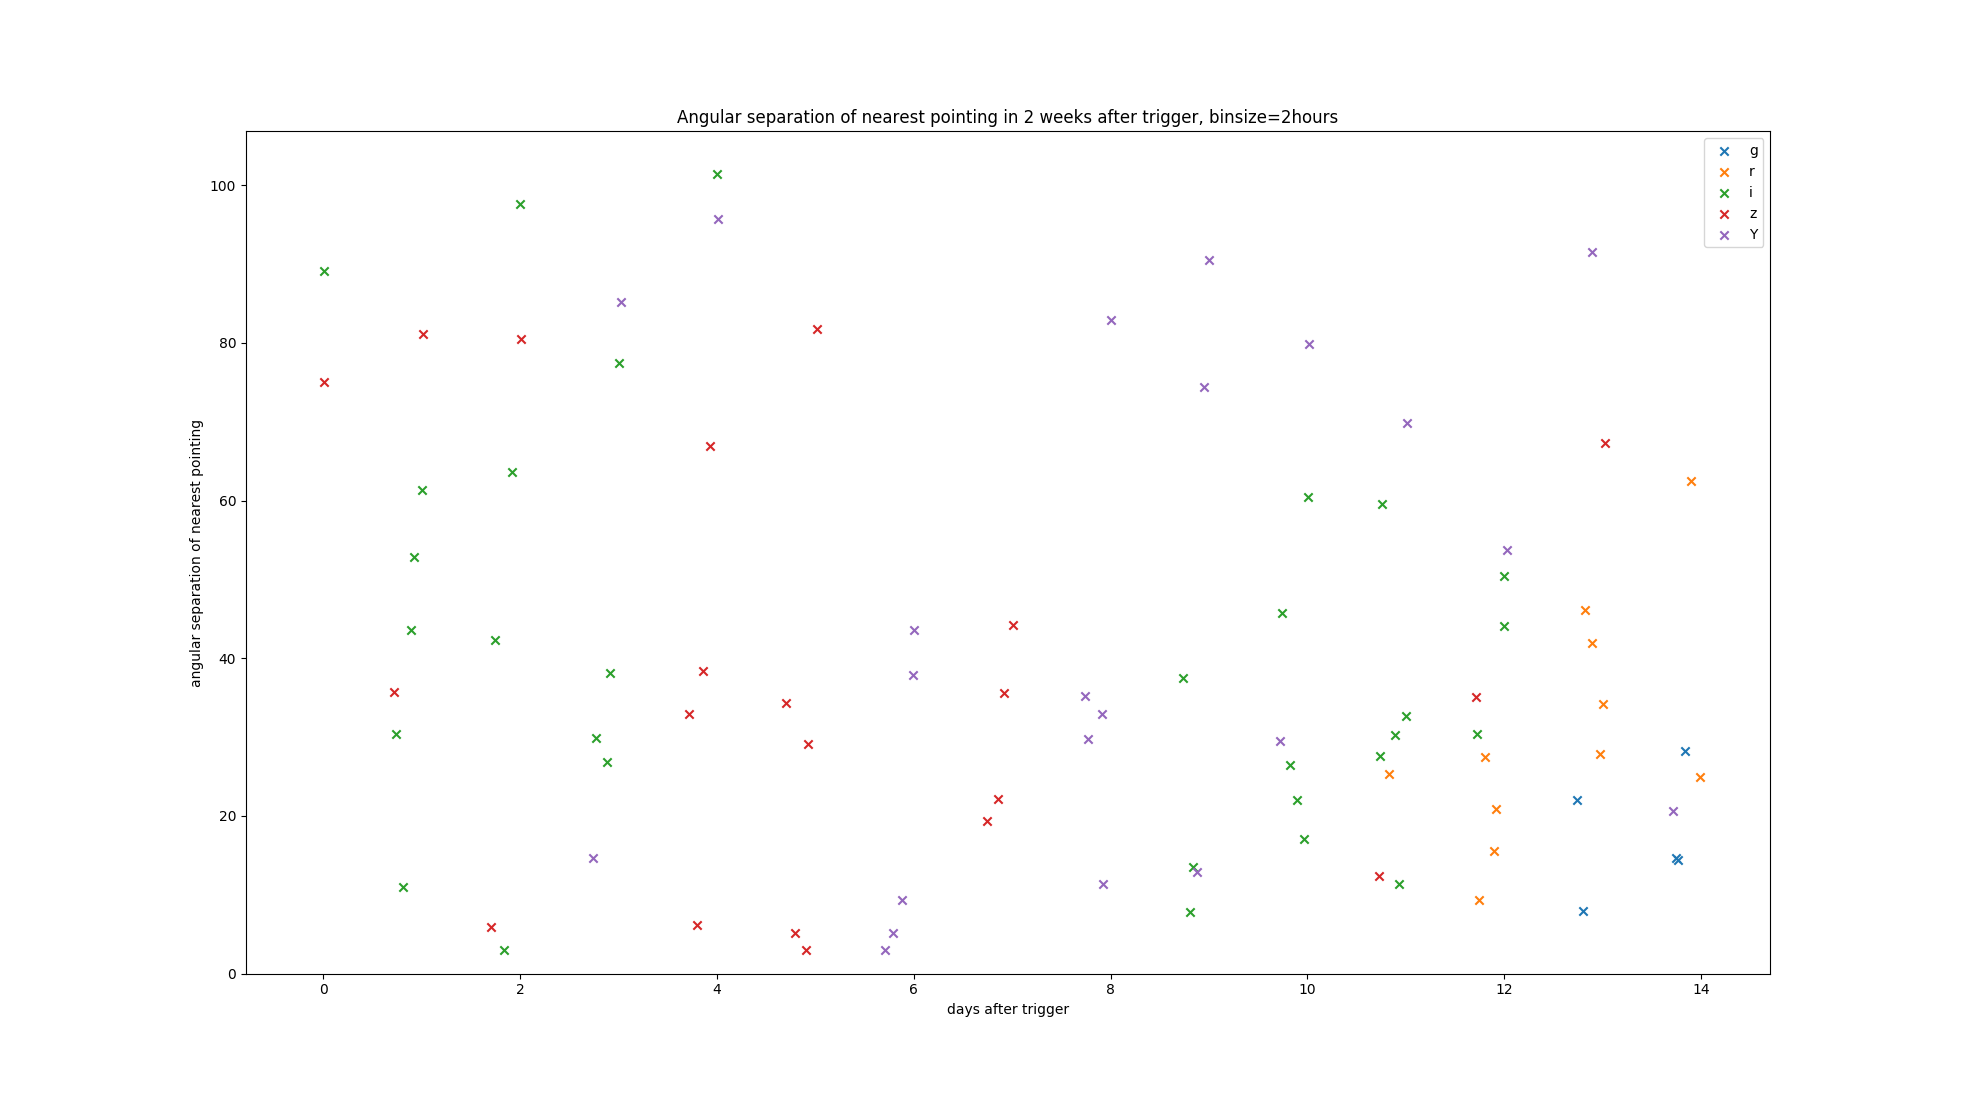 Angular separation of nearest pointing in 2 weeks after trigger, binsize=2hours
g
r
i
z
Y
angular separation of nearest pointing
100
80
60
40
20
0
0 2 4 6 8 10 12 14
days after trigger